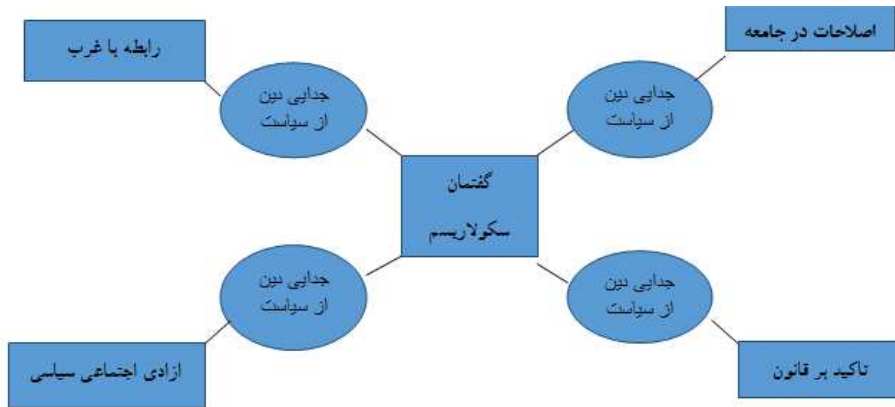 اصلاحات در جامعه
رابطه با غرب
جدایی دین
از سیاست
جدایی دین
از سیاست
گفتمان
سکولاریسم
جدایی دین
از سیاست
جدایی دین
از سیاست
تاکید بر قانون
ازادی اجتماعی سیاسی